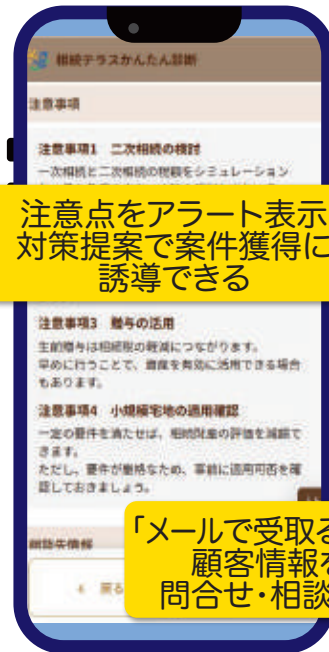 相続テラスかんたん診断
注意事項
注意事項1 二次相続の検討
一次相続と二次相続の税額をシミュレーション
注意点をアラート表示
対策提案で案件獲得に
誘導できる
注意事項3 贈与の活用
生前贈与は相続税の軽減につながります。
早めに行うことで、資産を有効に活用できる場合
もあります。
注意事項4 小規模宅地の適用確認
一定の要件を満たせば、相続財産の評価を減額で
きます。
ただし、要件が厳格なため、事前に適用可否を確
認しておきましょう。
相談先情報
戻る
「メールで受取る
顧客情報を
問合せ・相談